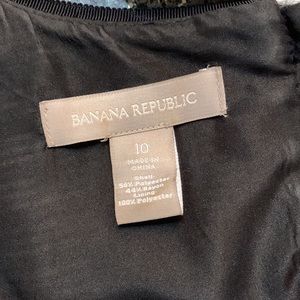 BANANA REPUBLIC
10
MADE IN
CHINA
Shell
56% Polyester
44% Rayon
Lining
100% Polyester